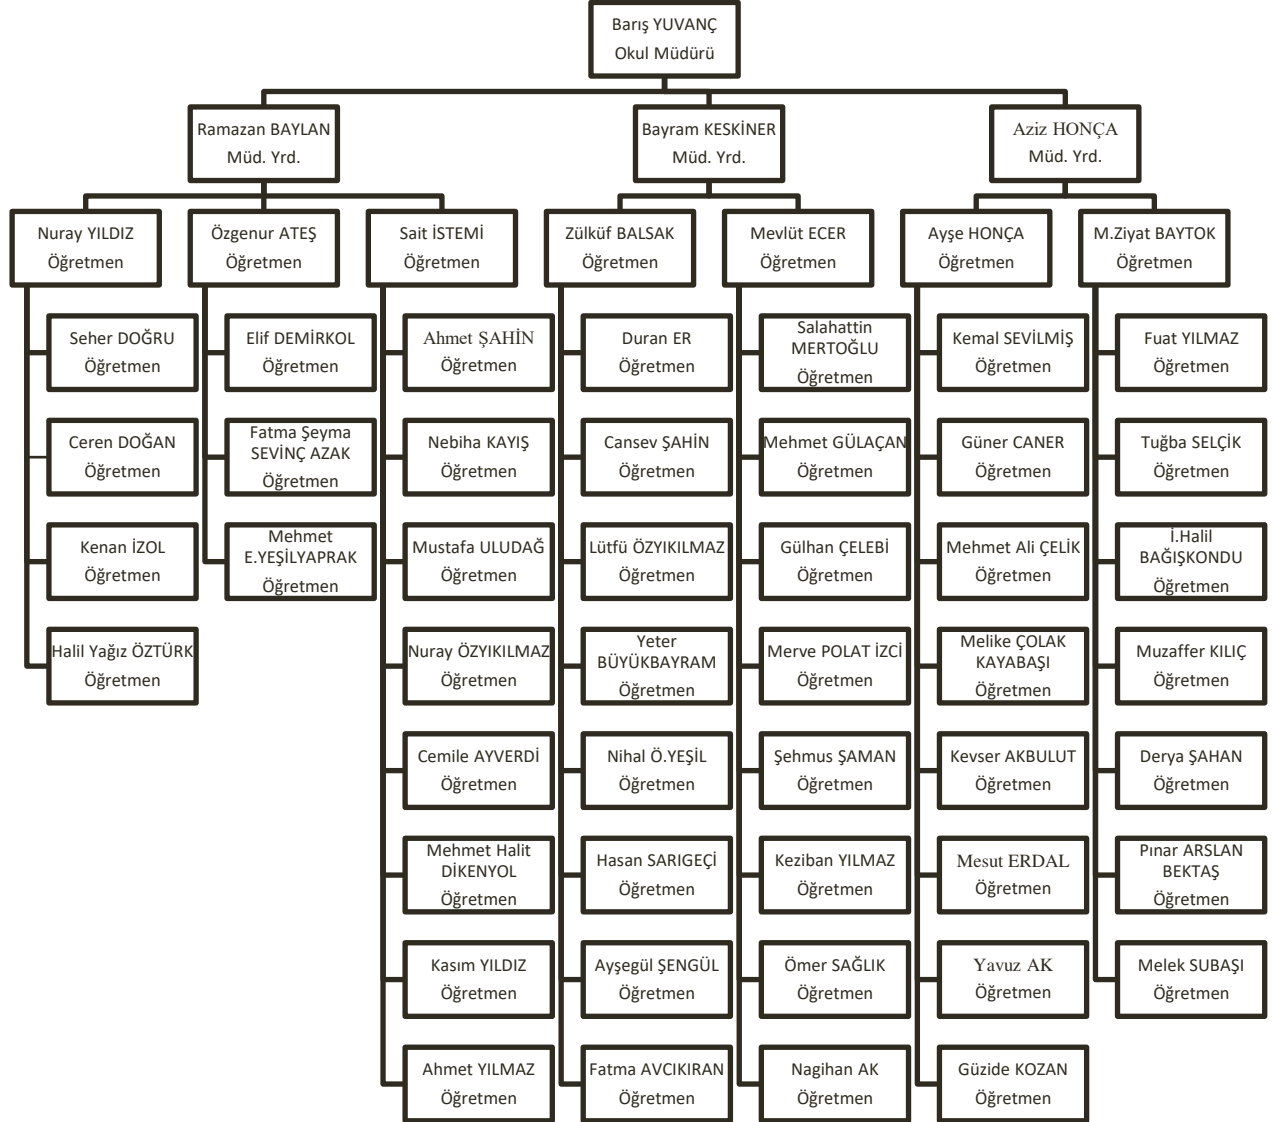 Barış YUVANÇ
Okul Müdürü
Ramazan BAYLAN
Müd. Yrd.
Bayram KESKİNER
Müd. Yrd.
Aziz HONÇA
Müd. Yrd.
Nuray YILDIZ
Öğretmen
Özgenur ATEŞ
Öğretmen
Sait İSTEMİ
Öğretmen
Zülküf BALSAK
Öğretmen
Mevlüt ECER
Öğretmen
Ayşe HONÇA
Öğretmen
M.Ziyat BAYTOK
Öğretmen
Seher DOĞRU
Öğretmen
Elif DEMİRKOL
Öğretmen
Ahmet ŞAHİN
Öğretmen
Duran ER
Öğretmen
Salahattin
MERTOĞLU
Öğretmen
Kemal SEVİLMİŞ
Öğretmen
Fuat YILMAZ
Öğretmen
Ceren DOĞAN
Öğretmen
Fatma Şeyma
SEVİNÇ AZAK
Öğretmen
Nebiha KAYIŞ
Öğretmen
Cansev ŞAHİN
Öğretmen
Mehmet GÜLAÇAN
Öğretmen
Güner CANER
Öğretmen
Tuğba SELÇİK
Öğretmen
Kenan İZOL
Öğretmen
Mehmet
E.YEŞİLYAPRAK
Öğretmen
Mustafa ULUDAĞ
Öğretmen
Lütfü ÖZYIKILMAZ
Öğretmen
Gülhan ÇELEBİ
Öğretmen
Mehmet Ali ÇELİK
Öğretmen
İ.Halil
BAĞIŞKONDU
Öğretmen
Halil Yağız ÖZTÜRK
Öğretmen
Nuray ÖZYIKILMAZ
Öğretmen
Yeter
BÜYÜKBAYRAM
Öğretmen
Merve POLAT İZCİ
Öğretmen
Melike ÇOLAK
KAYABAŞI
Öğretmen
Muzaffer KILIÇ
Öğretmen
Cemile AYVERDİ
Öğretmen
Nihal Ö.YEŞİL
Öğretmen
Şehmus ŞAMAN
Öğretmen
Kevser AKBULUT
Öğretmen
Derya ŞAHAN
Öğretmen
Mehmet Halit
DİKENYOL
Öğretmen
Hasan SARIGEÇİ
Öğretmen
Keziban YILMAZ
Öğretmen
Mesut ERDAL
Öğretmen
Pınar ARSLAN
BEKTAŞ
Öğretmen
Kasım YILDIZ
Öğretmen
Ayşegül ŞENGÜL
Öğretmen
Ömer SAĞLIK
Öğretmen
Yavuz AK
Öğretmen
Melek SUBAŞI
Öğretmen
Ahmet YILMAZ
Öğretmen
Fatma AVCIKIRAN
Öğretmen
Nagihan AK
Öğretmen
Güzide KOZAN
Öğretmen